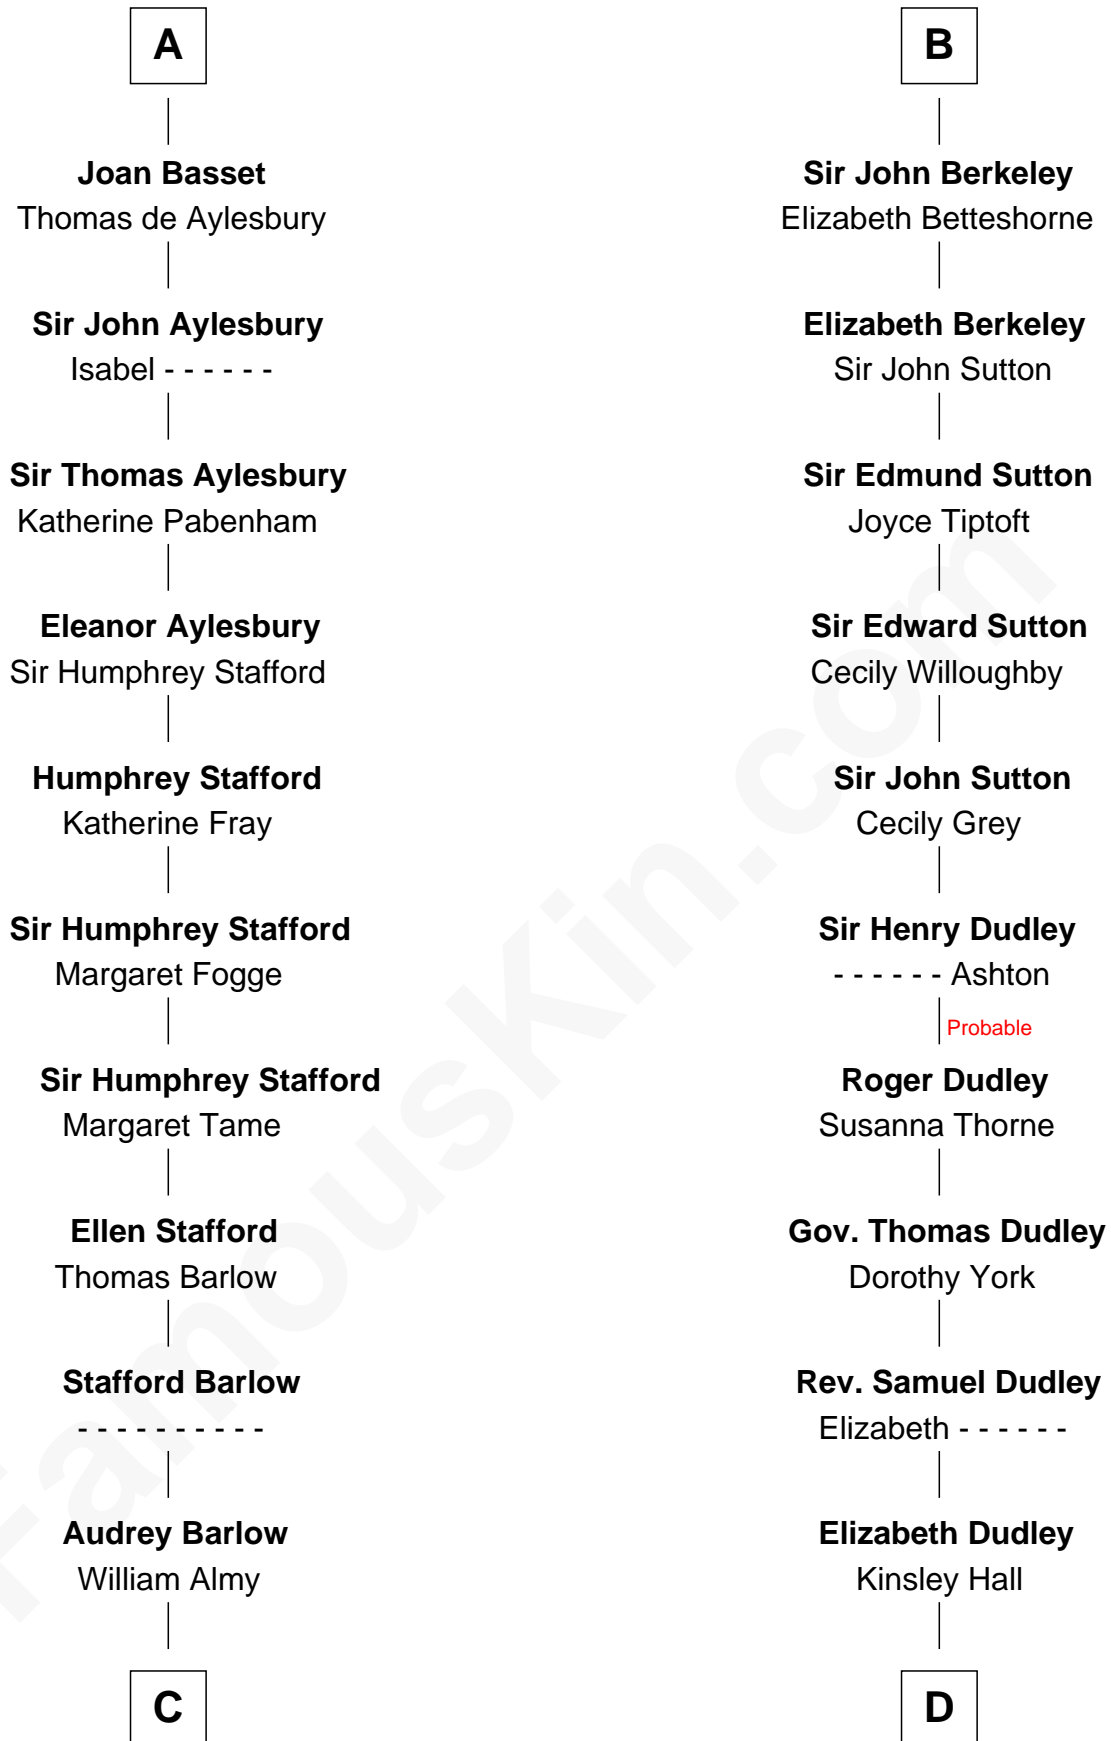 A
Joan Basset
Thomas de Aylesbury
Sir John Aylesbury
Isabel - - - - - -
Sir Thomas Aylesbury
Katherine Pabenham
Eleanor Aylesbury
Sir Humphrey Stafford
Humphrey Stafford
Katherine Fray
Sir Humphrey Stafford
Margaret Fogge
Sir Humphrey Stafford
Margaret Tame
Ellen Stafford
Thomas Barlow
Stafford Barlow
- - - - - - - - - -
Audrey Barlow
William Almy
C
B
Sir John Berkeley
Elizabeth Betteshorne
Elizabeth Berkeley
Sir John Sutton
Sir Edmund Sutton
Joyce Tiptoft
Sir Edward Sutton
Cecily Willoughby
Sir John Sutton
Cecily Grey
Sir Henry Dudley
- - - - - - Ashton
Probable
Roger Dudley
Susanna Thorne
Gov. Thomas Dudley
Dorothy York
Rev. Samuel Dudley
Elizabeth - - - - - -
Elizabeth Dudley
Kinsley Hall
D
FamousKin.com